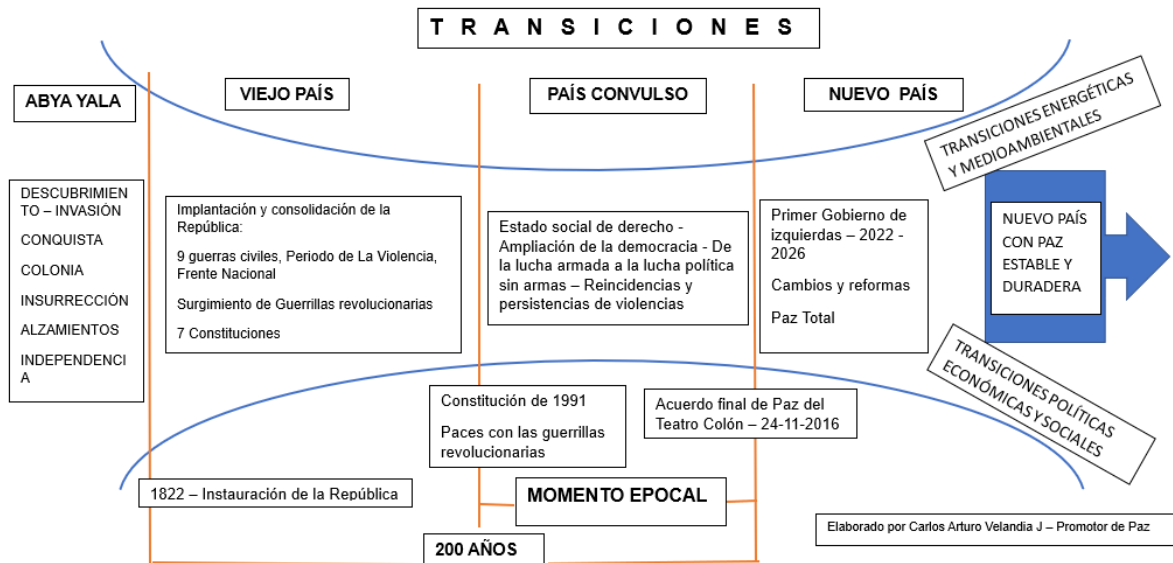 T R A N S I C I O N E S
ABYA YALA
VIEJO PAÍS
PAÍS CONVULSO
NUEVO PAÍS
TRANSICIONES ENERGÉTICAS
Y MEDIOAMBIENTALES
DESCUBRIMIE
NTO – INVASIÓN
CONQUISTA
COLONIA
INSURRECCIÓN
ALZAMIENTOS
INDEPENDENCI
A
Implantación y consolidación de la
República:
9 guerras civiles, Periodo de La Violencia,
Frente Nacional
Surgimiento de Guerrillas revolucionarias
7 Constituciones
Estado social de derecho -
Ampliación de la democracia - De
la lucha armada a la lucha política
sin armas – Reincidencias y
persistencias de violencias
Primer Gobierno de
izquierdas – 2022 -
2026
Cambios y reformas
Paz Total
NUEVO PAÍS
CON PAZ
ESTABLE Y
DURADERA
TRANSICIONES POLÍTICAS
ECONÓMICAS Y SOCIALES
Constitución de 1991
Paces con las guerrillas
revolucionarias
Acuerdo final de Paz del
Teatro Colón – 24-11-2016
1822 – Instauración de la República
MOMENTO EPOCAL
200 AÑOS
Elaborado por Carlos Arturo Velandia J – Promotor de Paz